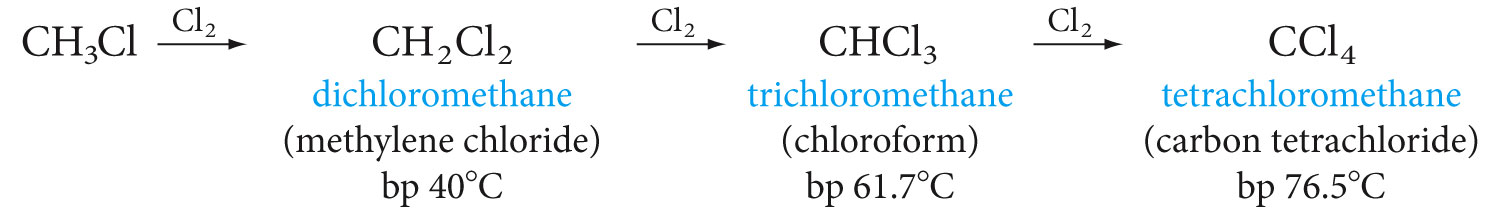 CH₃Cl →Cl₂ CH₂Cl₂ →Cl₂ CHCl₃ →Cl₂ CCl₄
dichloromethane trichloromethane tetrachloromethane
(methylene chloride) (chloroform) (carbon tetrachloride)
bp 40°C bp 61.7°C bp 76.5°C